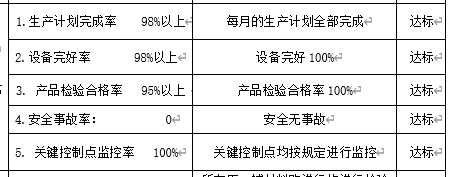 1. 生产计划完成率 98%以上 每月的生产计划全部完成 达标
2. 设备完好率 98%以上 设备完好 100% 达标
3. 产品检验合格率 95%以上 产品检验合格率 100% 达标
4. 安全事故率： 0 安全无事故 达标
5. 关键控制点监控率 100% 关键控制点均按规定进行监控 达标